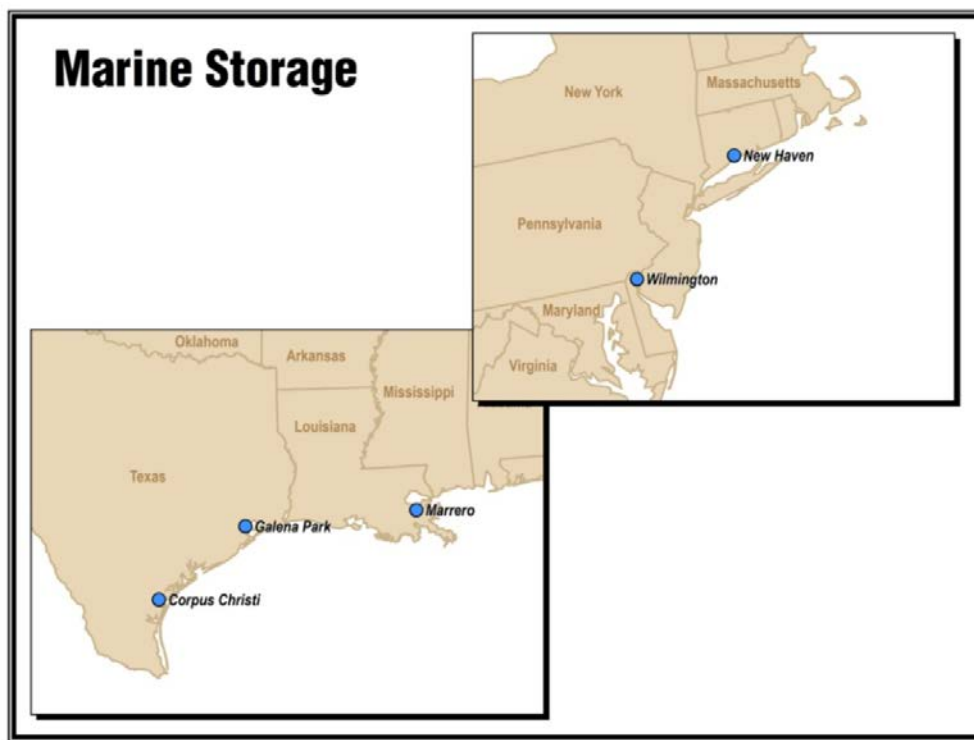 Marine Storage
New York
Massachusetts
New Haven
Pennsylvania
Wilmington
Maryland
Virginia
Oklahoma
Arkansas
Mississippi
Louisiana
Texas
Marrero
Galena Park
Corpus Christi